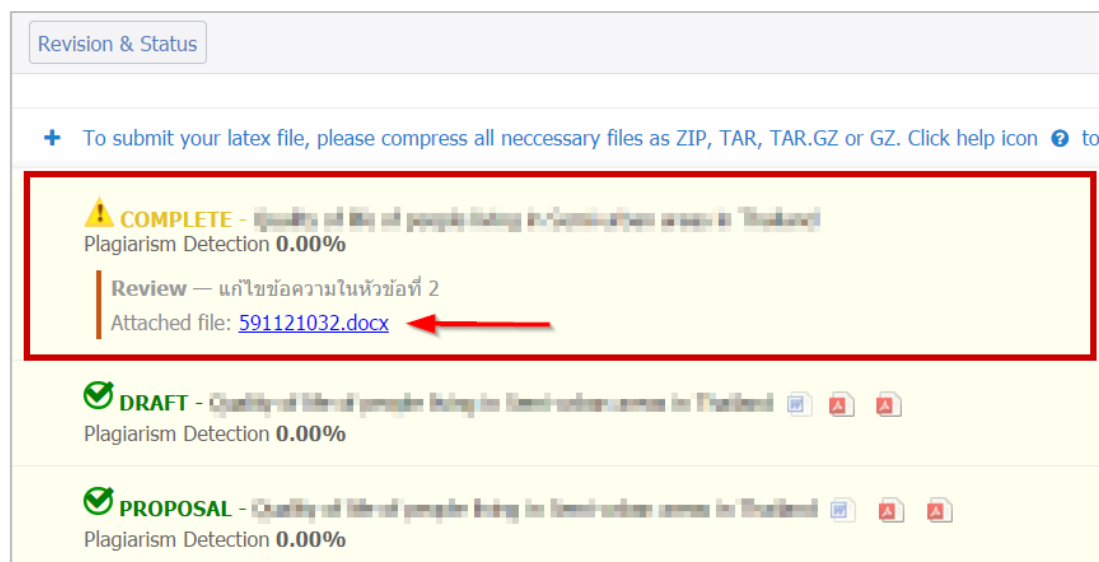 Revision & Status
To submit your latex file, please compress all neccessary files as ZIP, TAR, TAR.GZ or GZ. Click help icon to
COMPLETE -
Plagiarism Detection 0.00%
Review — แก้ไขข้อความในหัวข้อที่ 2
Attached file: 591121032.docx
DRAFT -
Plagiarism Detection 0.00%
PROPOSAL -
Plagiarism Detection 0.00%